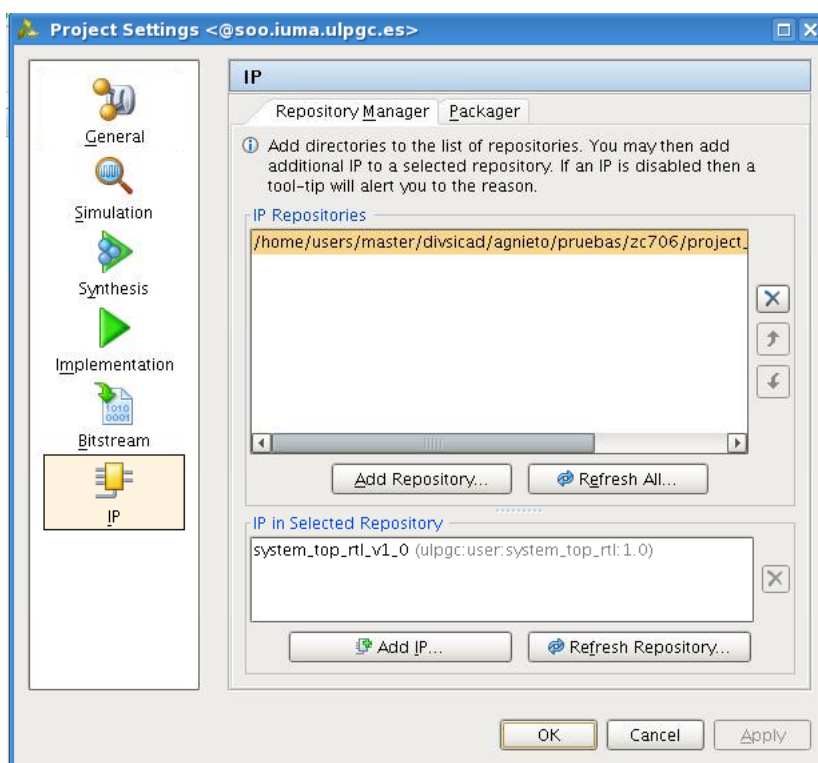 Project Settings <@soo.iuma.ulpgc.es>
General
Simulation
Synthesis
Implementation
1010
0001
Bitstream
IP
IP
Repository Manager
Packager
Add directories to the list of repositories. You may then add
additional IP to a selected repository. If an IP is disabled then a
tool-tip will alert you to the reason.
IP Repositories
/home/users/master/divsicad/agnieto/pruebas/zc706/project_
Add Repository...
Refresh All...
IP in Selected Repository
system_top_rtl_v1_0 (ulpgc:user:system_top_rtl:1.0)
Add IP...
Refresh Repository...
OK
Cancel
Apply